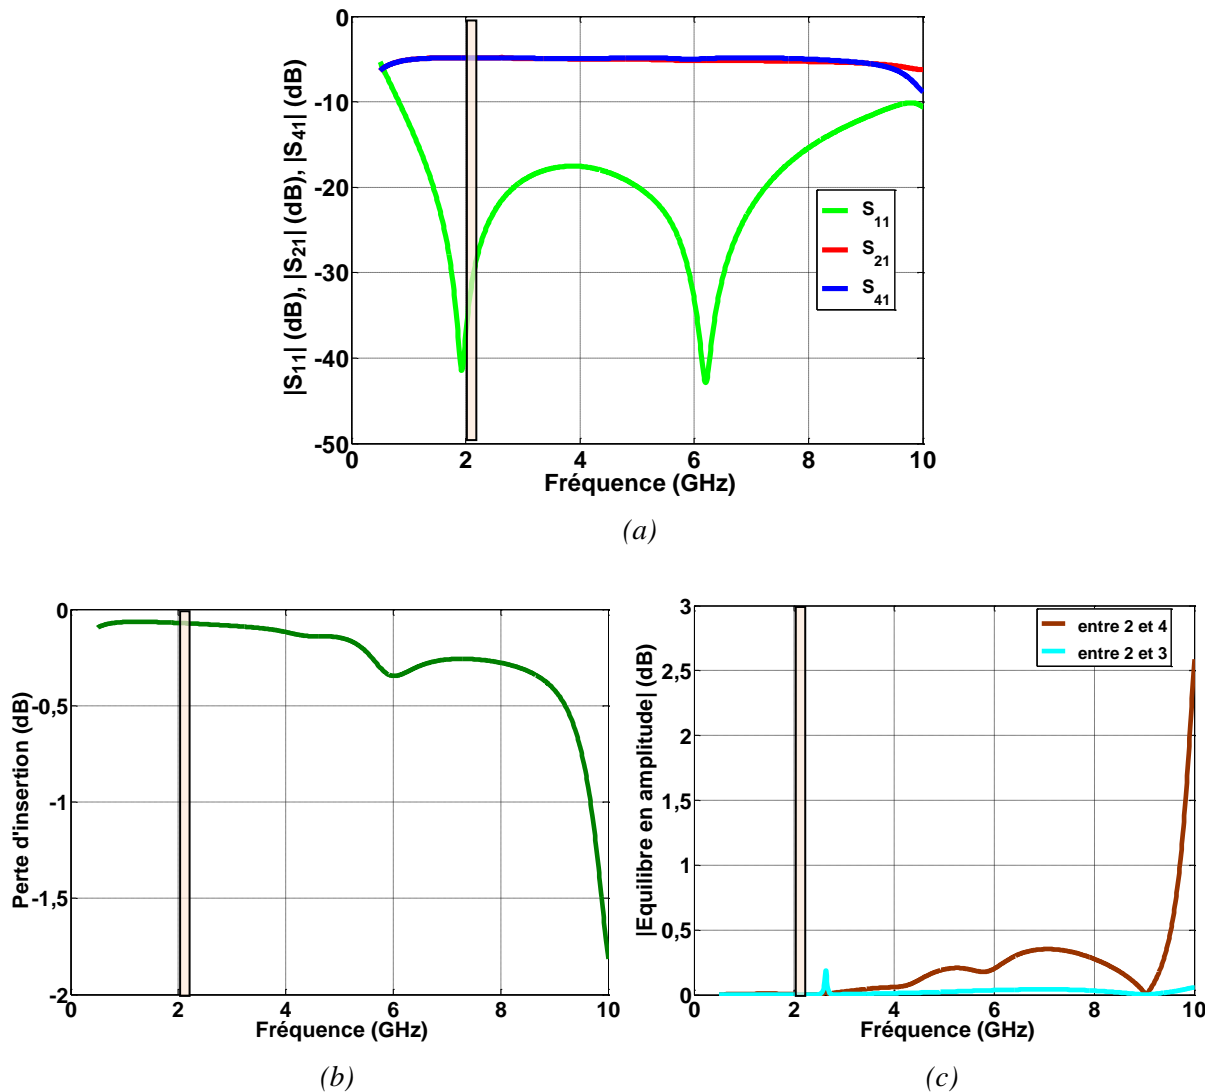 |S11| (dB), |S21| (dB), |S41| (dB)
0
-10
-20
-30
-40
-50
S11
S21
S41
0 2 4 6 8 10
Fréquence (GHz)
(a)
Perte d'insertion (dB)
0
-0,5
-1
-1,5
-2
0 2 4 6 8 10
Fréquence (GHz)
(b)
|Equilibre en amplitude| (dB)
3
2,5
2
1,5
1
0,5
0
entre 2 et 4
entre 2 et 3
0 2 4 6 8 10
Fréquence (GHz)
(c)